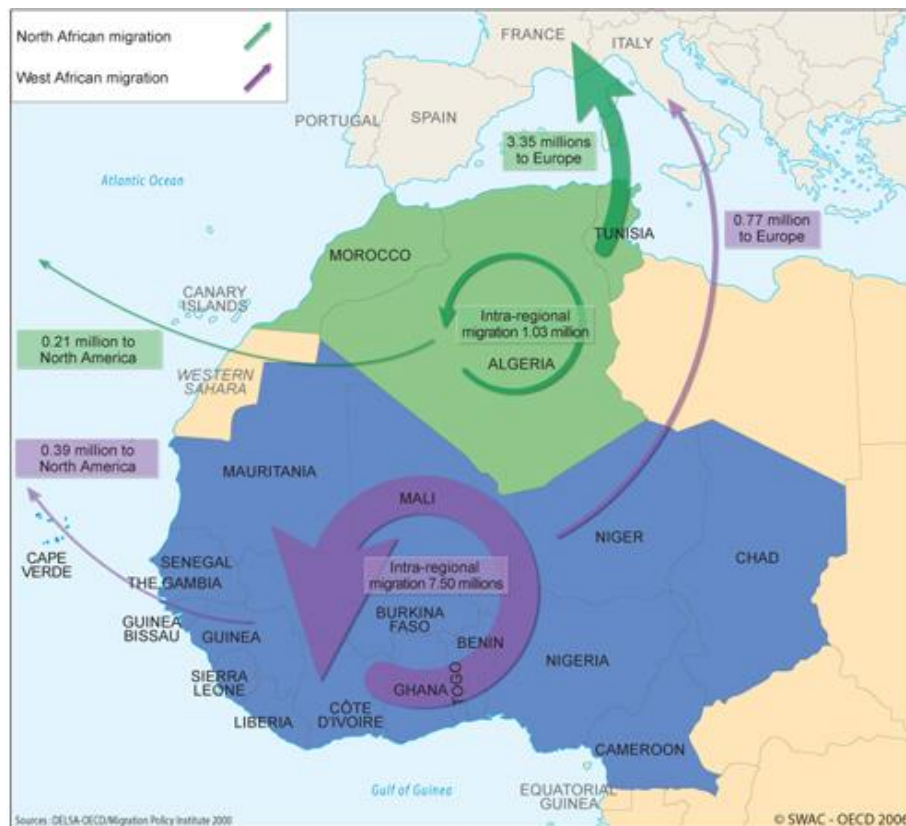 North African migration
West African migration
FRANCE
ITALY
PORTUGAL
SPAIN
3.35 millions
to Europe
Atlantic Ocean
0.77 million
to Europe
TUNISIA
MOROCCO
CANARY
ISLANDS
Intra-regional
migration 1.03 million
0.21 million to
North America
ALGERIA
WESTERN
SAHARA
0.39 million to
North America
MAURITANIA
MALI
NIGER
CHAD
CAPE
VERDE
SENEGAL
THE GAMBIA
Intra-regional
migration 7.50 millions
GUINEA
BISSAU
GUINEA
BURKINA
FASO
BENIN
NIGERIA
SIERRA
LEONE
GHANA
TOGO
LIBERIA
CÔTE
D'IVOIRE
CAMEROON
Gulf of Guinea
EQUATORIAL
GUINEA
Sources : DELSA-OECD/Migration Policy Institute 2000
© SWAC - OECD 2006